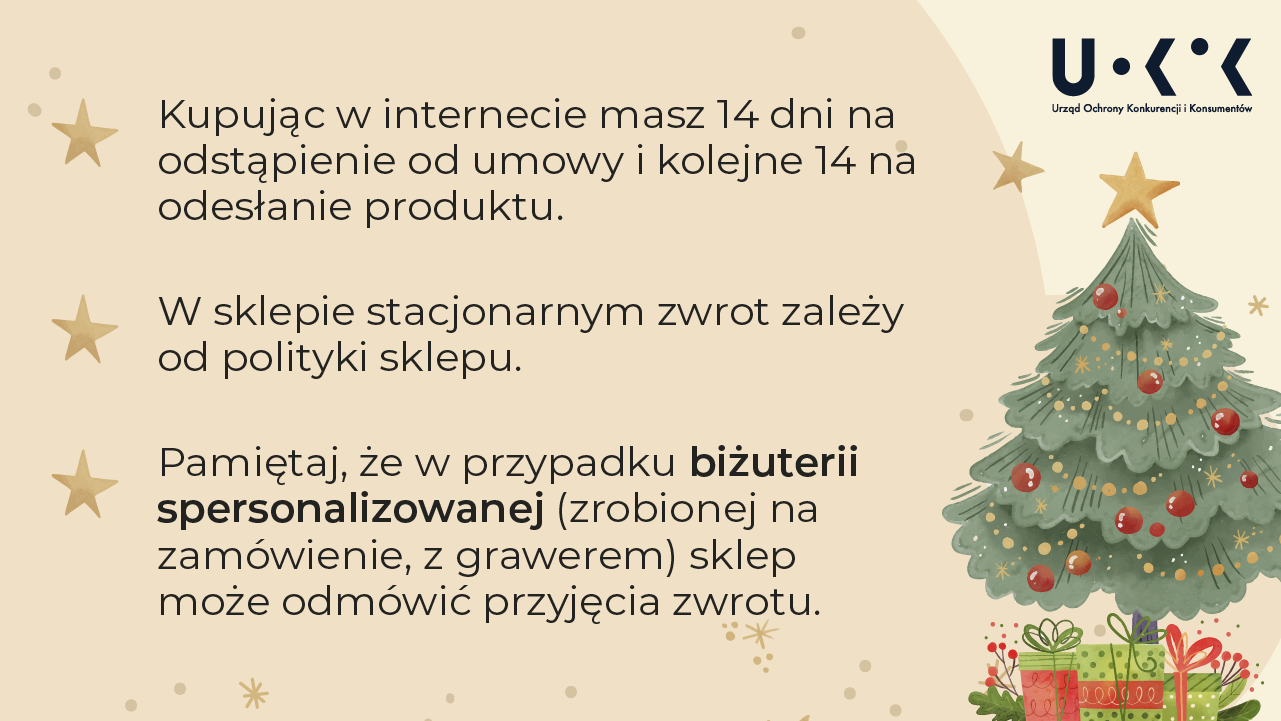 U·K·K
Urząd Ochrony Konkurencji i Konsumentów
Kupując w internecie masz 14 dni na
odstąpienie od umowy i kolejne 14 na
odesłanie produktu.
W sklepie stacjonarnym zwrot zależy
od polityki sklepu.
Pamiętaj, że w przypadku biżuterii
spersonalizowanej (zrobionej na
zamówienie, z grawerem) sklep
może odmówić przyjęcia zwrotu.